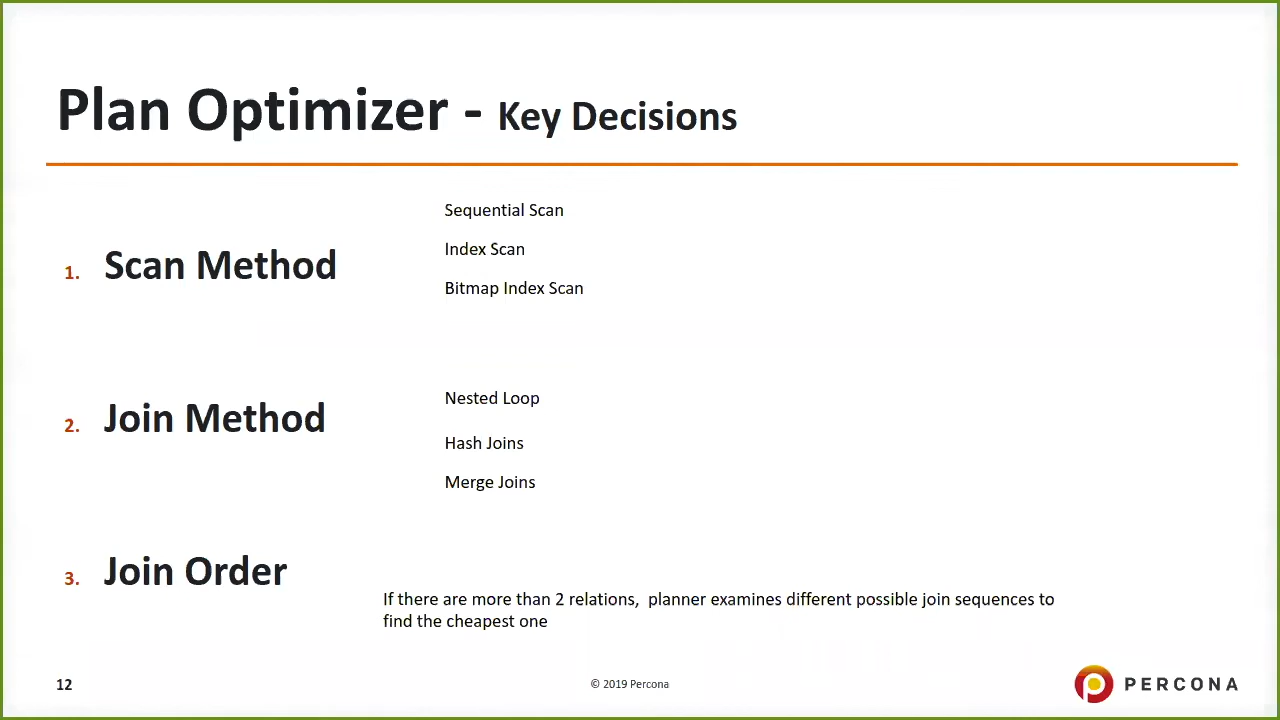 Plan Optimizer - Key Decisions
Sequential Scan
Index Scan
Bitmap Index Scan
1. Scan Method
Nested Loop
Hash Joins
Merge Joins
2. Join Method
3. Join Order
If there are more than 2 relations,  planner examines different possible join sequences to
find the cheapest one
12
© 2019 Percona
PERCONA